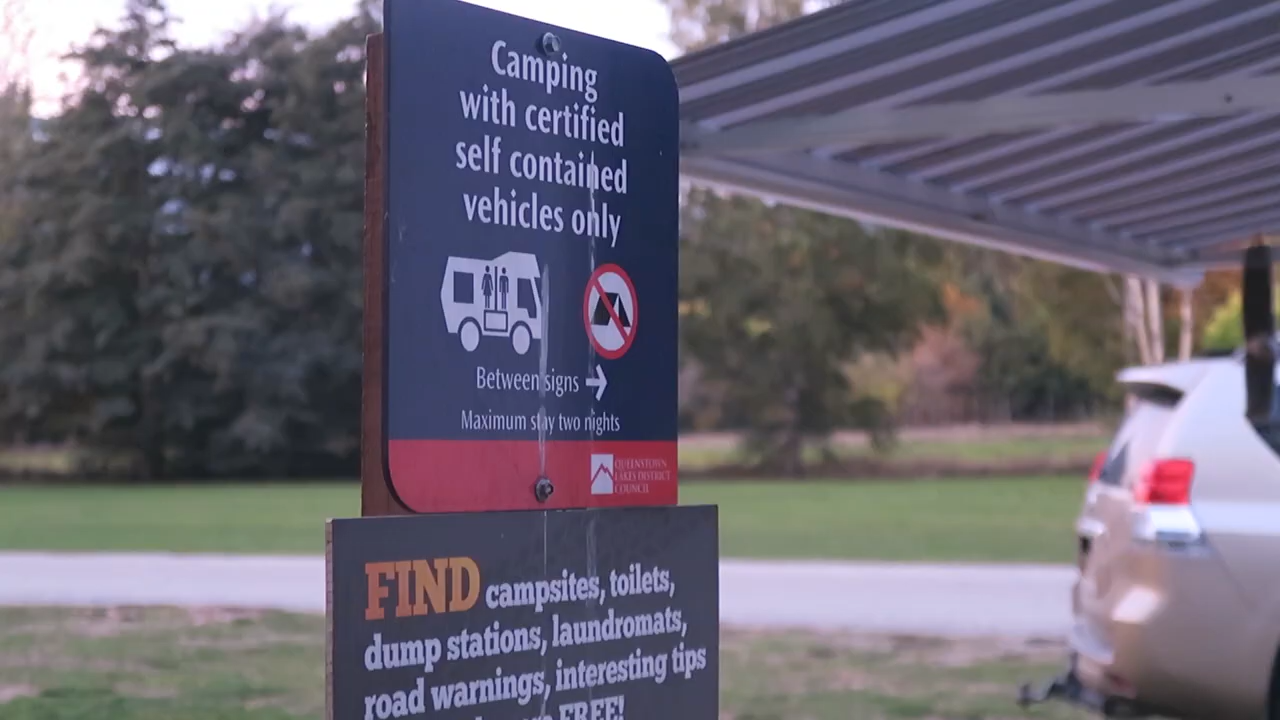 Camping
with certified
self contained
vehicles only
Between signs
Maximum stay two nights
QUEENSTOWN
LAKES DISTRICT
COUNCIL
FIND campsites, toilets,
dump stations, laundromats,
road warnings, interesting tips
FREE!